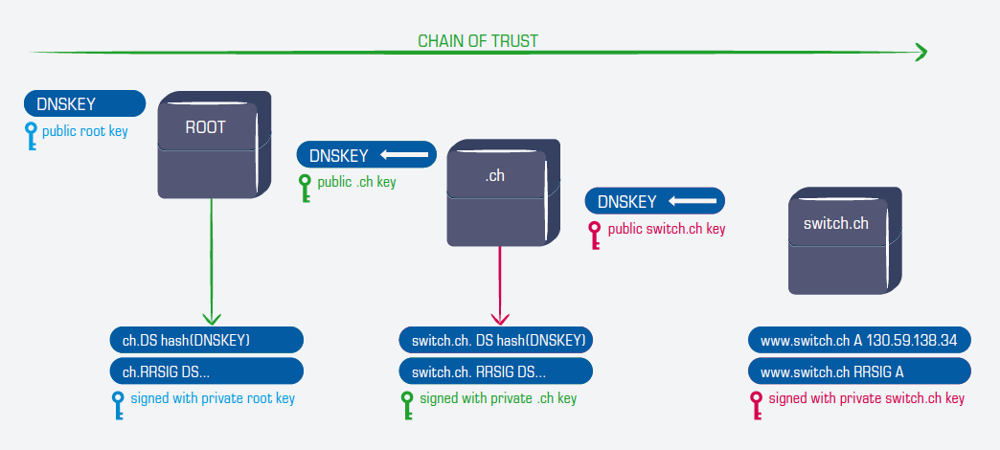 CHAIN OF TRUST
DNSKEY
public root key
ROOT
DNSKEY
public .ch key
.ch
DNSKEY
public switch.ch key
switch.ch
ch.DS hash(DNSKEY)
ch.RRSIG DS...
signed with private root key
switch.ch. DS hash(DNSKEY)
switch.ch. RRSIG DS...
signed with private .ch key
www.switch.ch A 130.59.138.34
www.switch.ch RRSIG A
signed with private switch.ch key